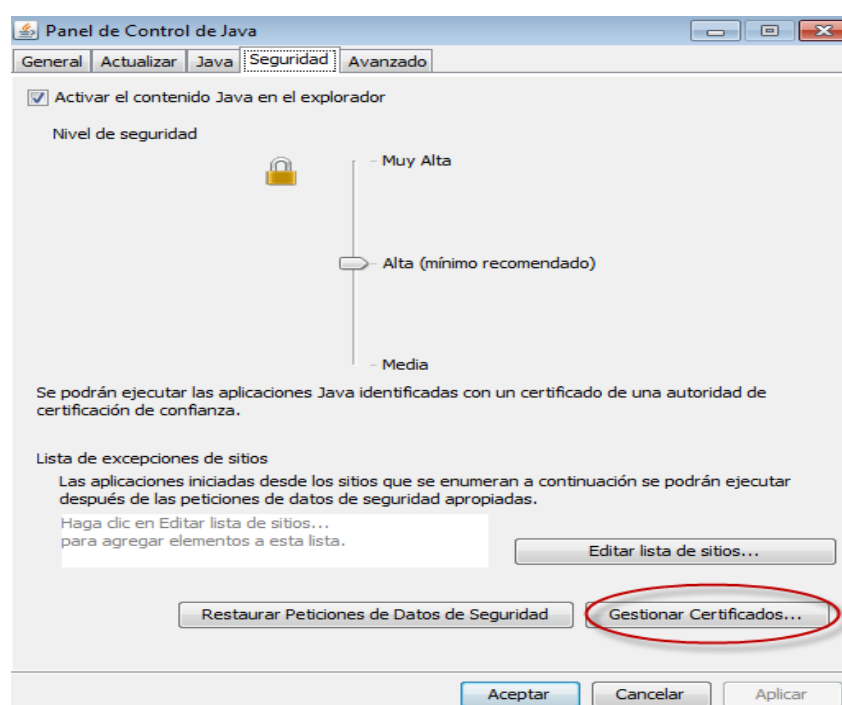 Panel de Control de Java
General Actualizar Java Seguridad Avanzado
Activar el contenido Java en el explorador
Nivel de seguridad
- Muy Alta
- Alta (mínimo recomendado)
- Media
Se podrán ejecutar las aplicaciones Java identificadas con un certificado de una autoridad de
certificación de confianza.
Lista de excepciones de sitios
Las aplicaciones iniciadas desde los sitios que se enumeran a continuación se podrán ejecutar
después de las peticiones de datos de seguridad apropiadas.
Haga clic en Editar lista de sitios...
para agregar elementos a esta lista.
Editar lista de sitios...
Restaurar Peticiones de Datos de Seguridad Gestionar Certificados...
Aceptar Cancelar Aplicar